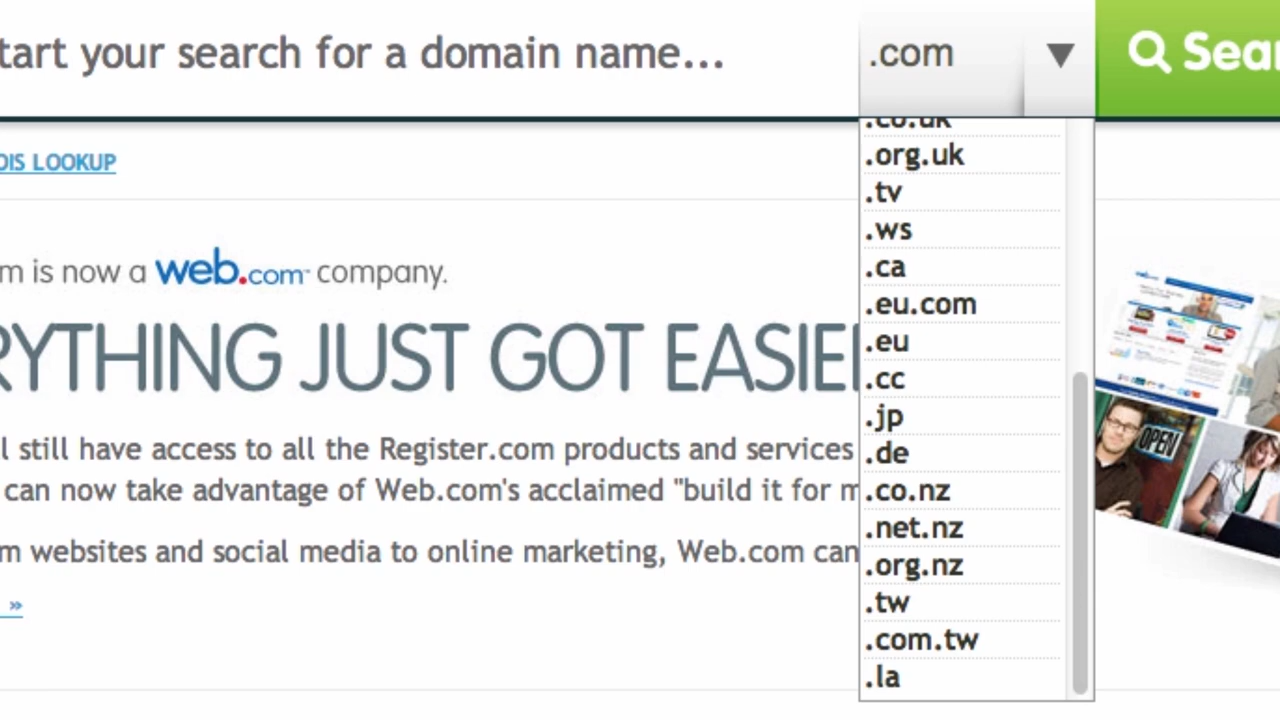 tart your search for a domain name... .com ▼ Sear
OIS LOOKUP
m is now a web.com company.
RYTHING JUST GOT EASIE
l still have access to all the Register.com products and services
can now take advantage of Web.com's acclaimed "build it for m
m websites and social media to online marketing, Web.com can
»
.co.uk
.org.uk
.tv
.ws
.ca
.eu.com
.eu
.cc
.jp
.de
.co.nz
.net.nz
.org.nz
.tw
.com.tw
.la
OPEN